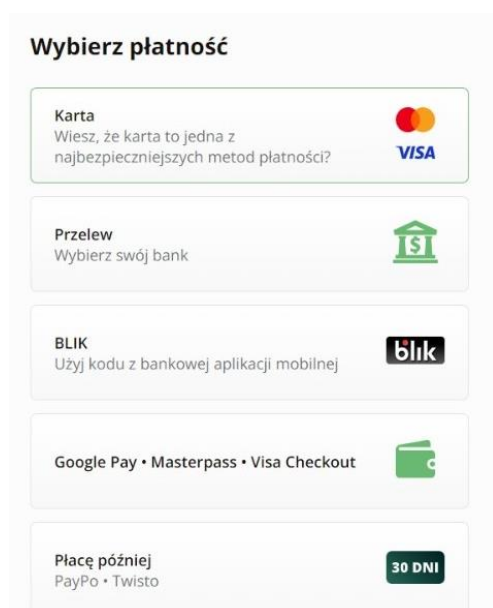 Wybierz płatność
Karta
Wiesz, że karta to jedna z
najbezpieczniejszych metod płatności?
VISA
Przelew
Wybierz swój bank
$
BLIK
Użyj kodu z bankowej aplikacji mobilnej
blik
Google Pay • Masterpass • Visa Checkout
Płacę później
PayPo • Twisto
30 DNI